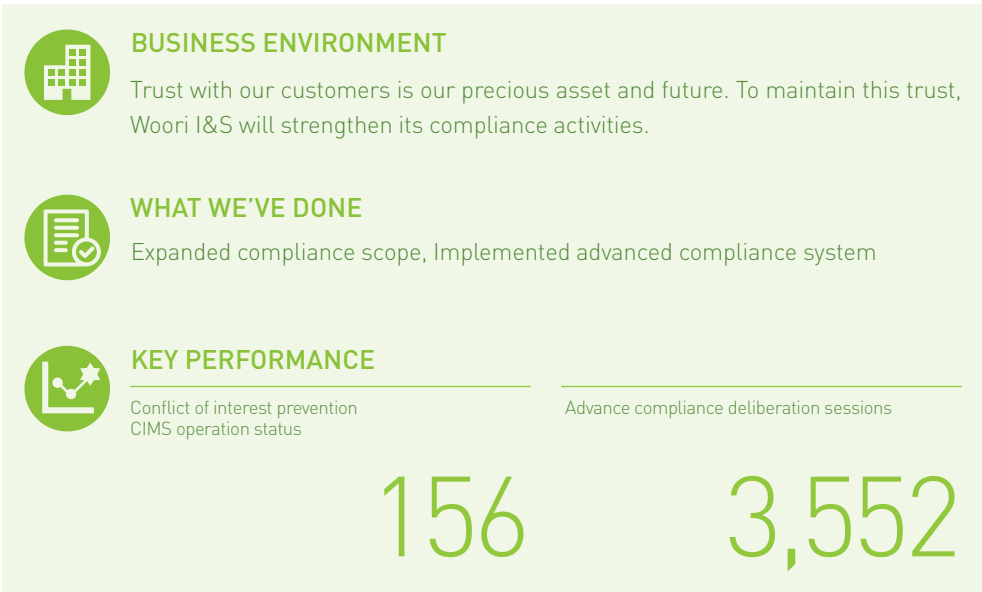 BUSINESS ENVIRONMENT
Trust with our customers is our precious asset and future. To maintain this trust,
Woori I&S will strengthen its compliance activities.
WHAT WE'VE DONE
Expanded compliance scope, Implemented advanced compliance system
KEY PERFORMANCE
Conflict of interest prevention
CIMS operation status
156
Advance compliance deliberation sessions
3,552